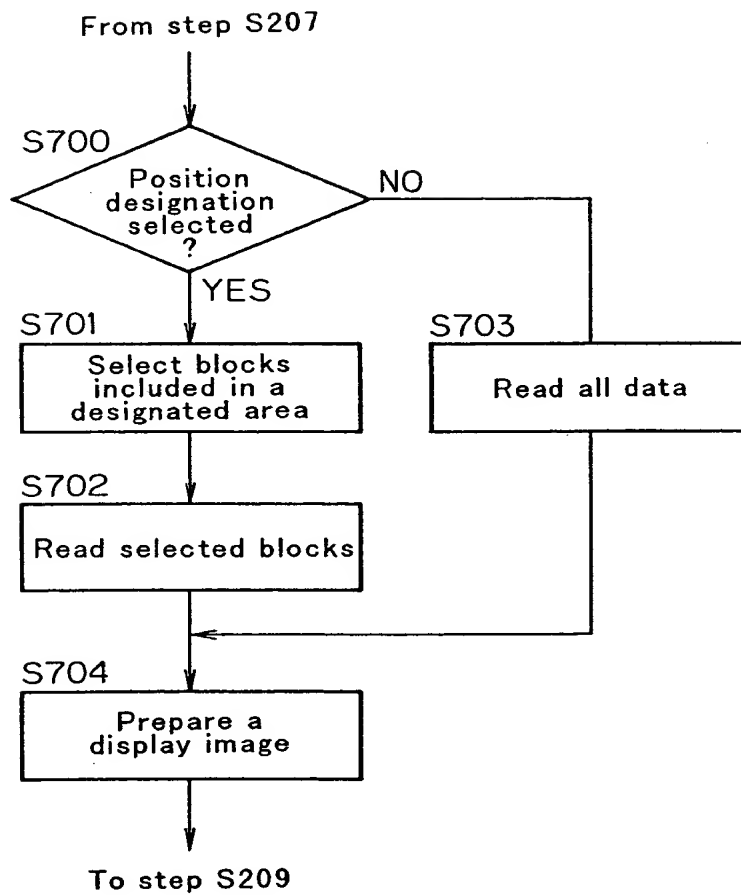 From step S207
S700
Position
designation
selected
?
NO
YES
S701
Select blocks
included in a
designated area
S703
Read all data
S702
Read selected blocks
S704
Prepare a
display image
To step S209